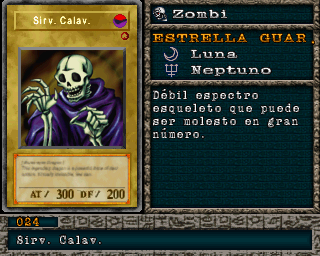 Sirv. Calav.
AT/ 300 DF/ 200
Zombi
ESTRELLA GUAR.
Luna
Neptuno
Débil espectro
esqueleto que puede
ser molesto en gran
número.
024
Sirv. Calav.